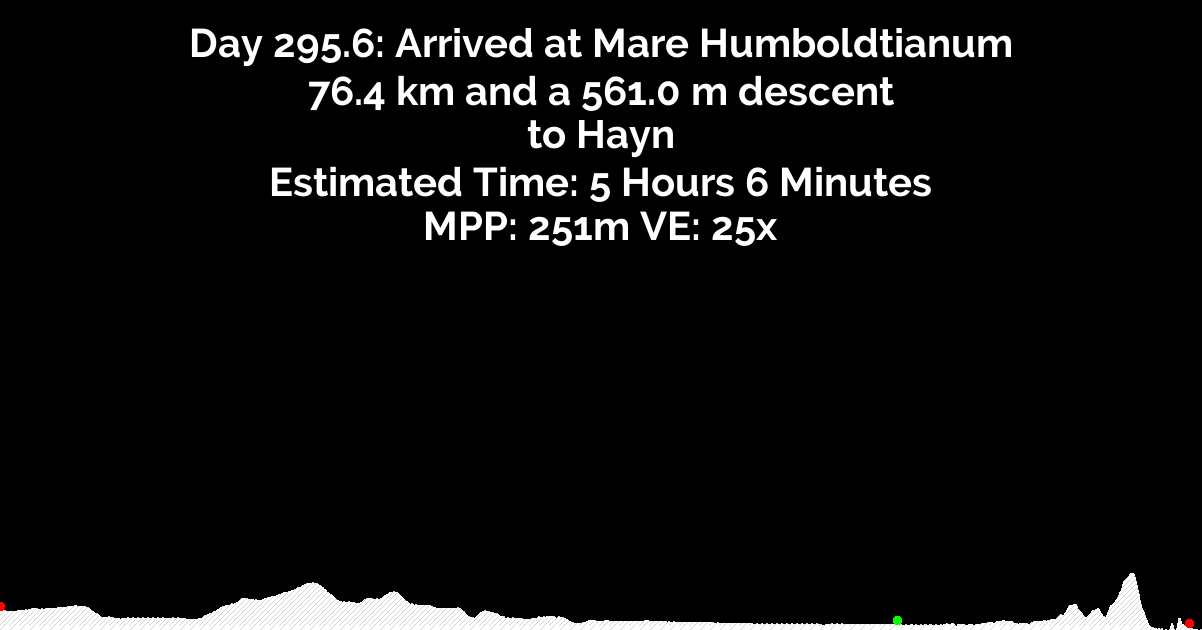 Day 295.6: Arrived at Mare Humboldtianum
76.4 km and a 561.0 m descent
to Hayn
Estimated Time: 5 Hours 6 Minutes
MPP: 251m VE: 25x